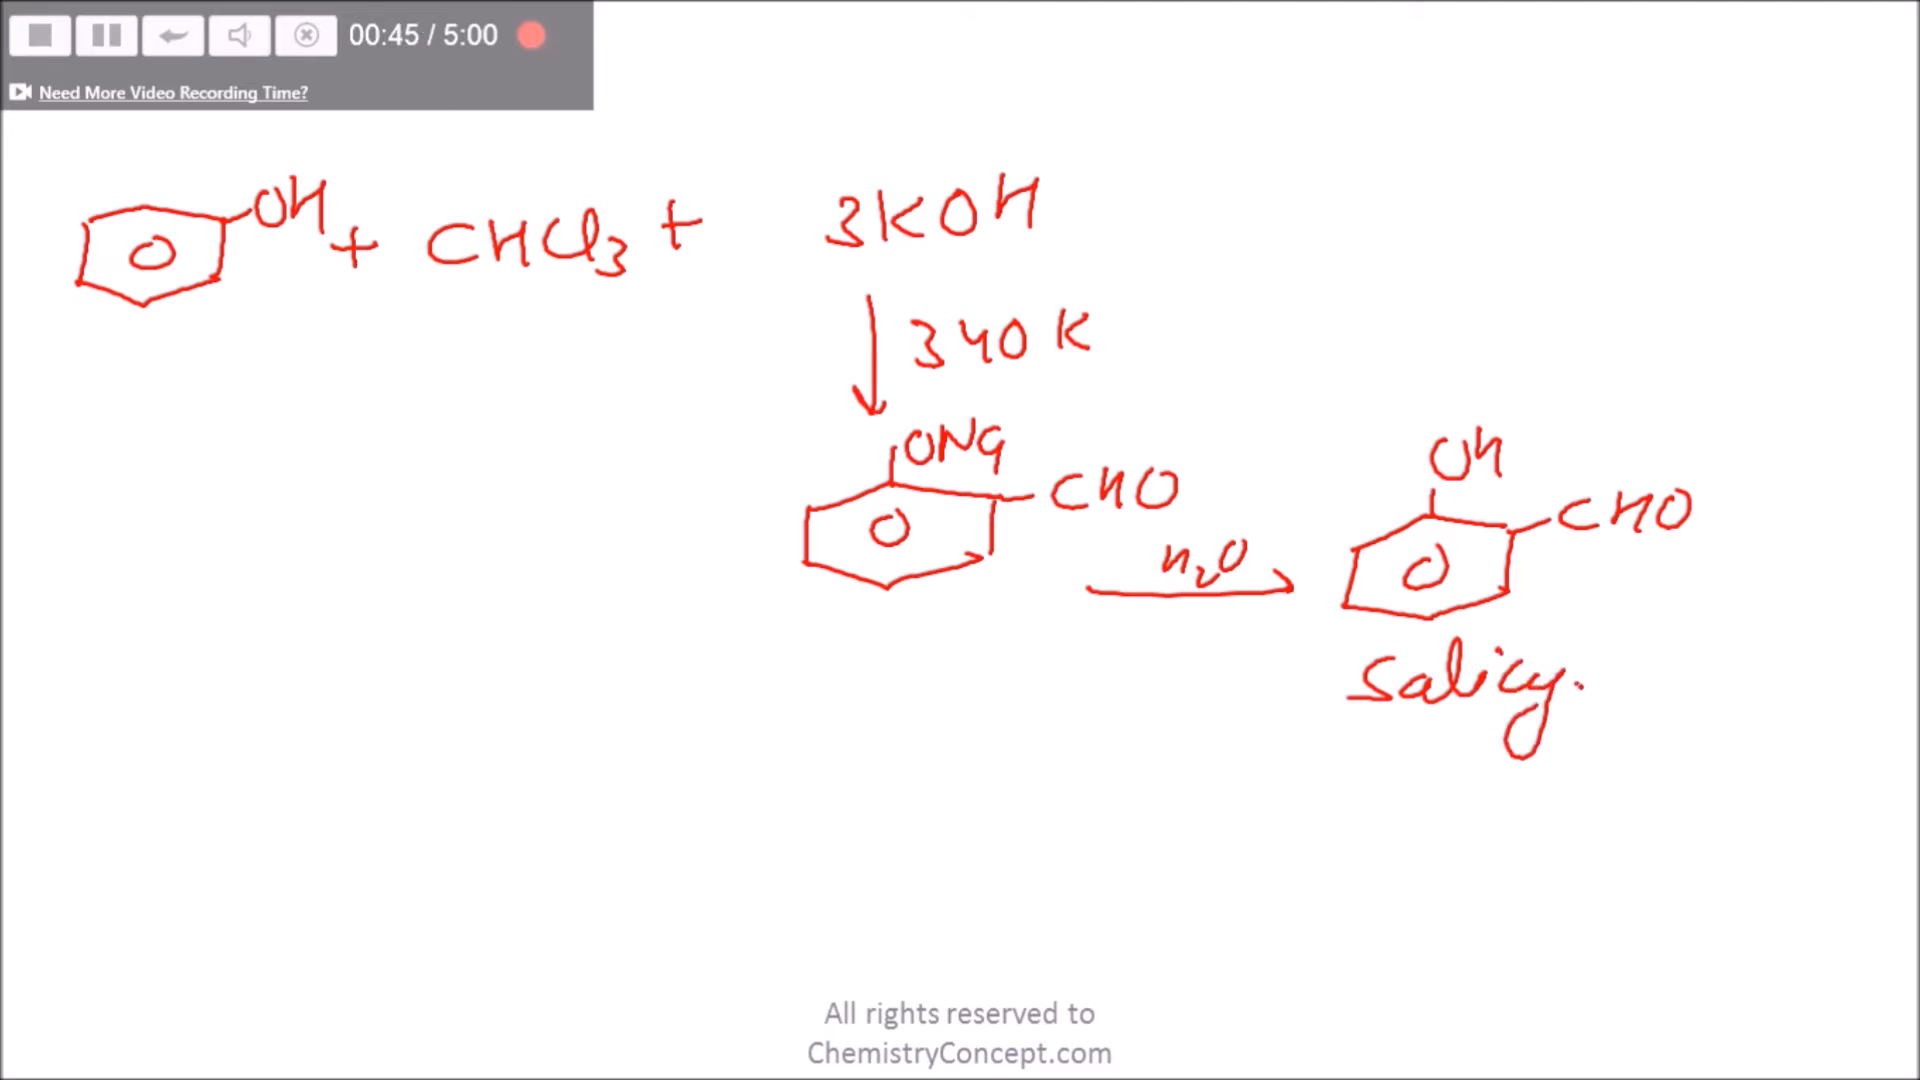 00:45 / 5:00
Need More Video Recording Time?
OH + CHCl3 + 3KOH
340 K
ONa
CHO
H2O
OH
CHO
Salicy
All rights reserved to
ChemistryConcept.com